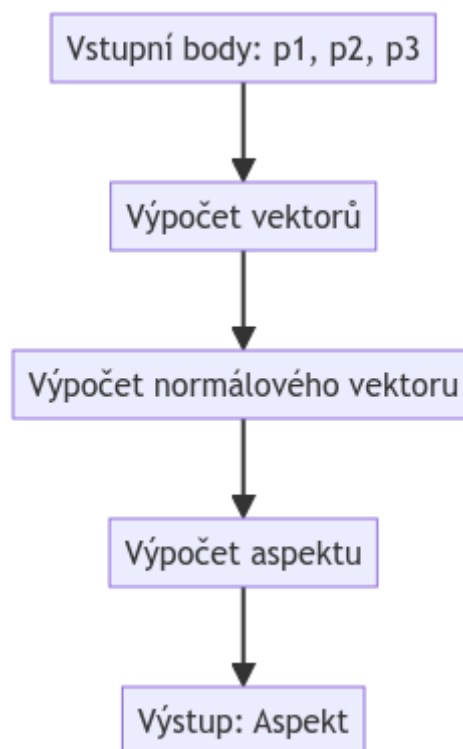 Vstupní body: p1, p2, p3
Výpočet vektorů
Výpočet normálového vektoru
Výpočet aspektu
Výstup: Aspekt